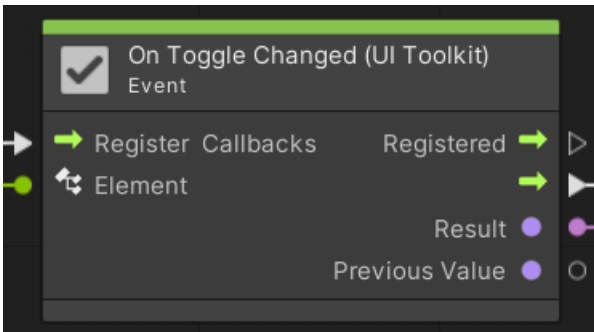 On Toggle Changed (UI Toolkit)
Event
Register Callbacks Registered
Element
Result
Previous Value